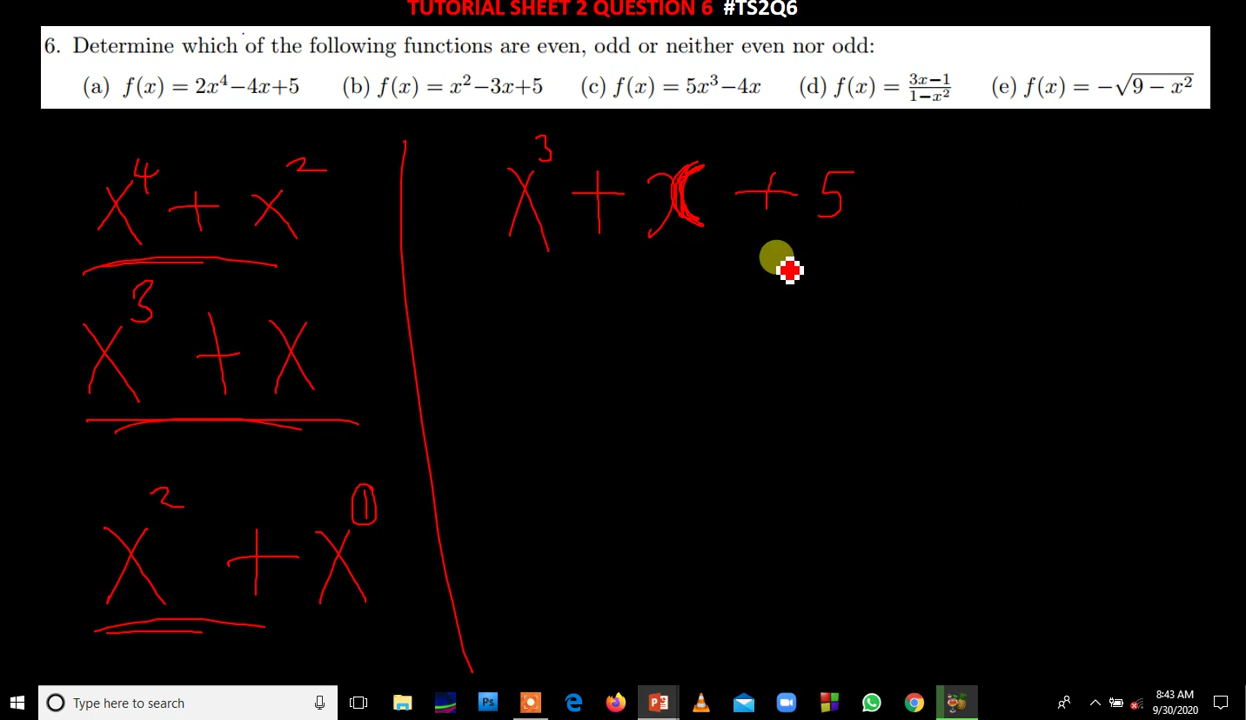 TUTORIAL SHEET 2 QUESTION 6 #TS2Q6
6. Determine which of the following functions are even, odd or neither even nor odd:
(a) f(x) = 2x⁴−4x+5 (b) f(x) = x²−3x+5 (c) f(x) = 5x³−4x (d) f(x) = (3x−1)/(1−x²) (e) f(x) = −√(9 − x²)
x⁴ + x²
x³ + x
x² + x¹
x³ + x + 5
Type here to search
8:43 AM
9/30/2020